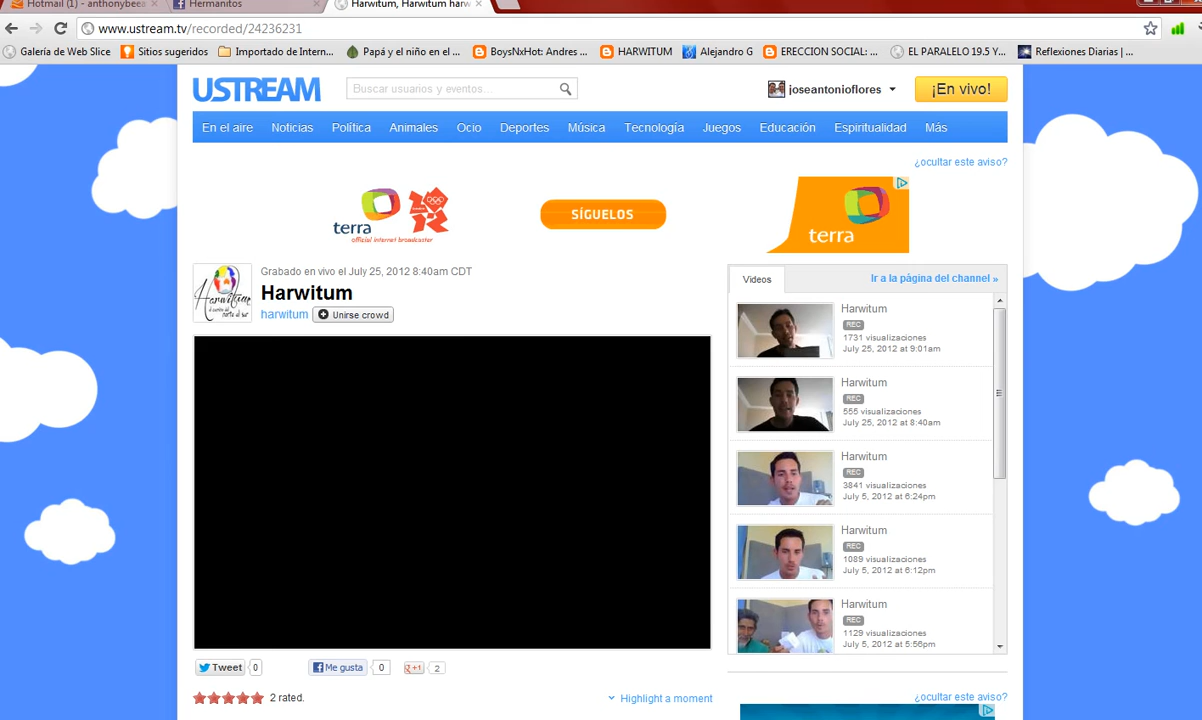 Hotmail (1) - anthonybeea
Hermanitos
Harwitum, Harwitum harw
www.ustream.tv/recorded/24236231
Galería de Web Slice
Sitios sugeridos
Importado de Intern...
Papá y el niño en el ...
BoysNxHot: Andres ...
HARWITUM
Alejandro G
ERECCION SOCIAL: ...
EL PARALELO 19.5 Y...
Reflexiones Diarias | ...
USTREAM
Buscar usuarios y eventos...
joseantonioflores
¡En vivo!
En el aire Noticias Política Animales Ocio Deportes Música Tecnología Juegos Educación Espiritualidad Más
¿ocultar este aviso?
terra
official internet broadcaster
SÍGUELOS
terra
Harwitum
Grabado en vivo el July 25, 2012 8:40am CDT
Harwitum
harwitum
Unirse crowd
Videos
Ir a la página del channel »
Harwitum
REC
1731 visualizaciones
July 25, 2012 at 9:01am
Harwitum
REC
555 visualizaciones
July 25, 2012 at 8:40am
Harwitum
REC
3841 visualizaciones
July 5, 2012 at 6:24pm
Harwitum
REC
1089 visualizaciones
July 5, 2012 at 6:12pm
Harwitum
REC
1129 visualizaciones
July 5, 2012 at 5:56pm
Tweet 0
Me gusta 0
+1 2
2 rated.
Highlight a moment
¿ocultar este aviso?